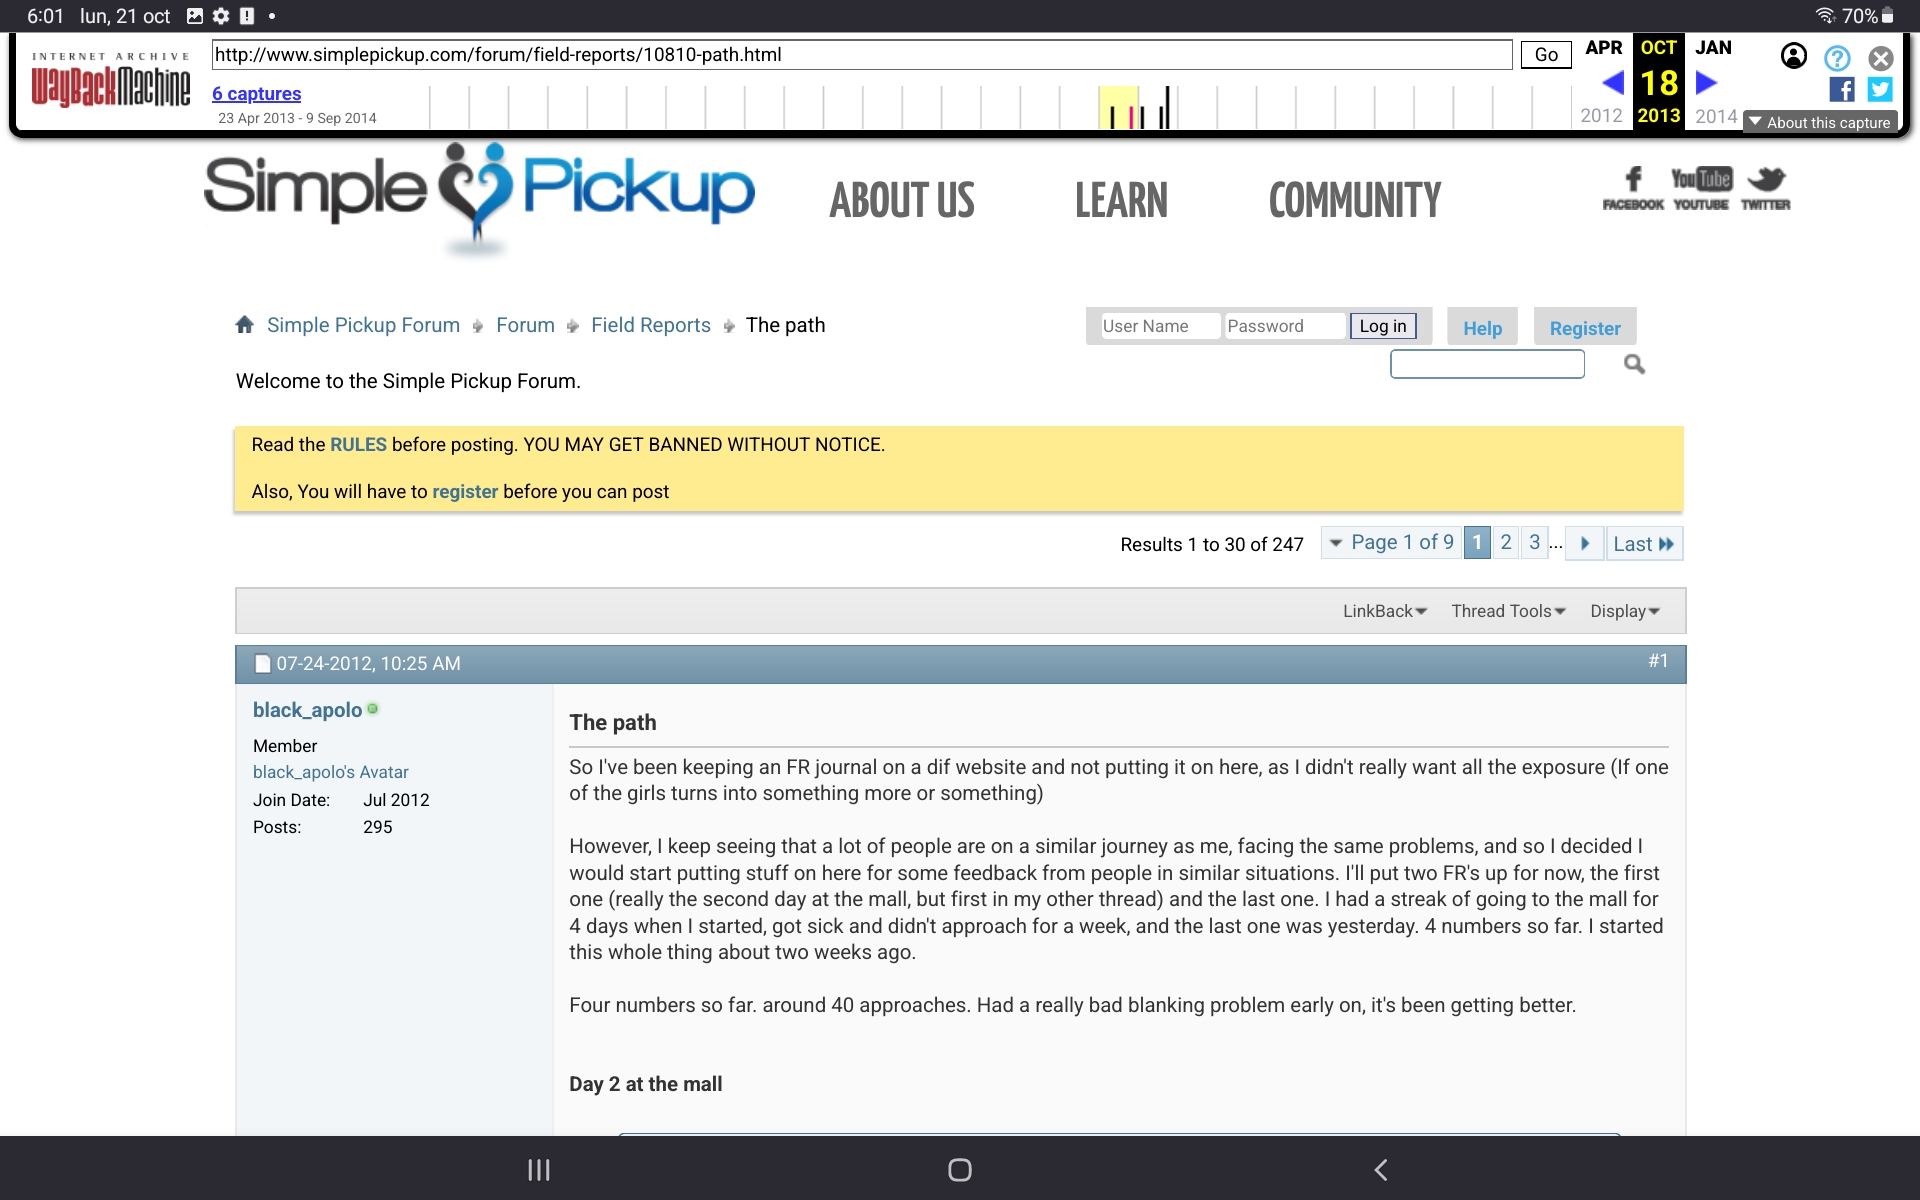 6:01 lun, 21 oct
70%
INTERNET ARCHIVE
WayBackMachine
http://www.simplepickup.com/forum/field-reports/10810-path.html
Go
APR OCT JAN
18
2012 2013 2014
6 captures
23 Apr 2013 - 9 Sep 2014
About this capture
Simple Pickup
ABOUT US LEARN COMMUNITY
FACEBOOK YouTube YOUTUBE TWITTER
Simple Pickup Forum Forum Field Reports The path
User Name Password Log in Help Register
Welcome to the Simple Pickup Forum.
Read the RULES before posting. YOU MAY GET BANNED WITHOUT NOTICE.
Also, You will have to register before you can post
Results 1 to 30 of 247 Page 1 of 9 1 2 3 ... Last
LinkBack Thread Tools Display
07-24-2012, 10:25 AM #1
black_apolo
Member
black_apolo's Avatar
Join Date: Jul 2012
Posts: 295
The path
So I've been keeping an FR journal on a dif website and not putting it on here, as I didn't really want all the exposure (If one
of the girls turns into something more or something)
However, I keep seeing that a lot of people are on a similar journey as me, facing the same problems, and so I decided I
would start putting stuff on here for some feedback from people in similar situations. I'll put two FR's up for now, the first
one (really the second day at the mall, but first in my other thread) and the last one. I had a streak of going to the mall for
4 days when I started, got sick and didn't approach for a week, and the last one was yesterday. 4 numbers so far. I started
this whole thing about two weeks ago.
Four numbers so far. around 40 approaches. Had a really bad blanking problem early on, it's been getting better.
Day 2 at the mall